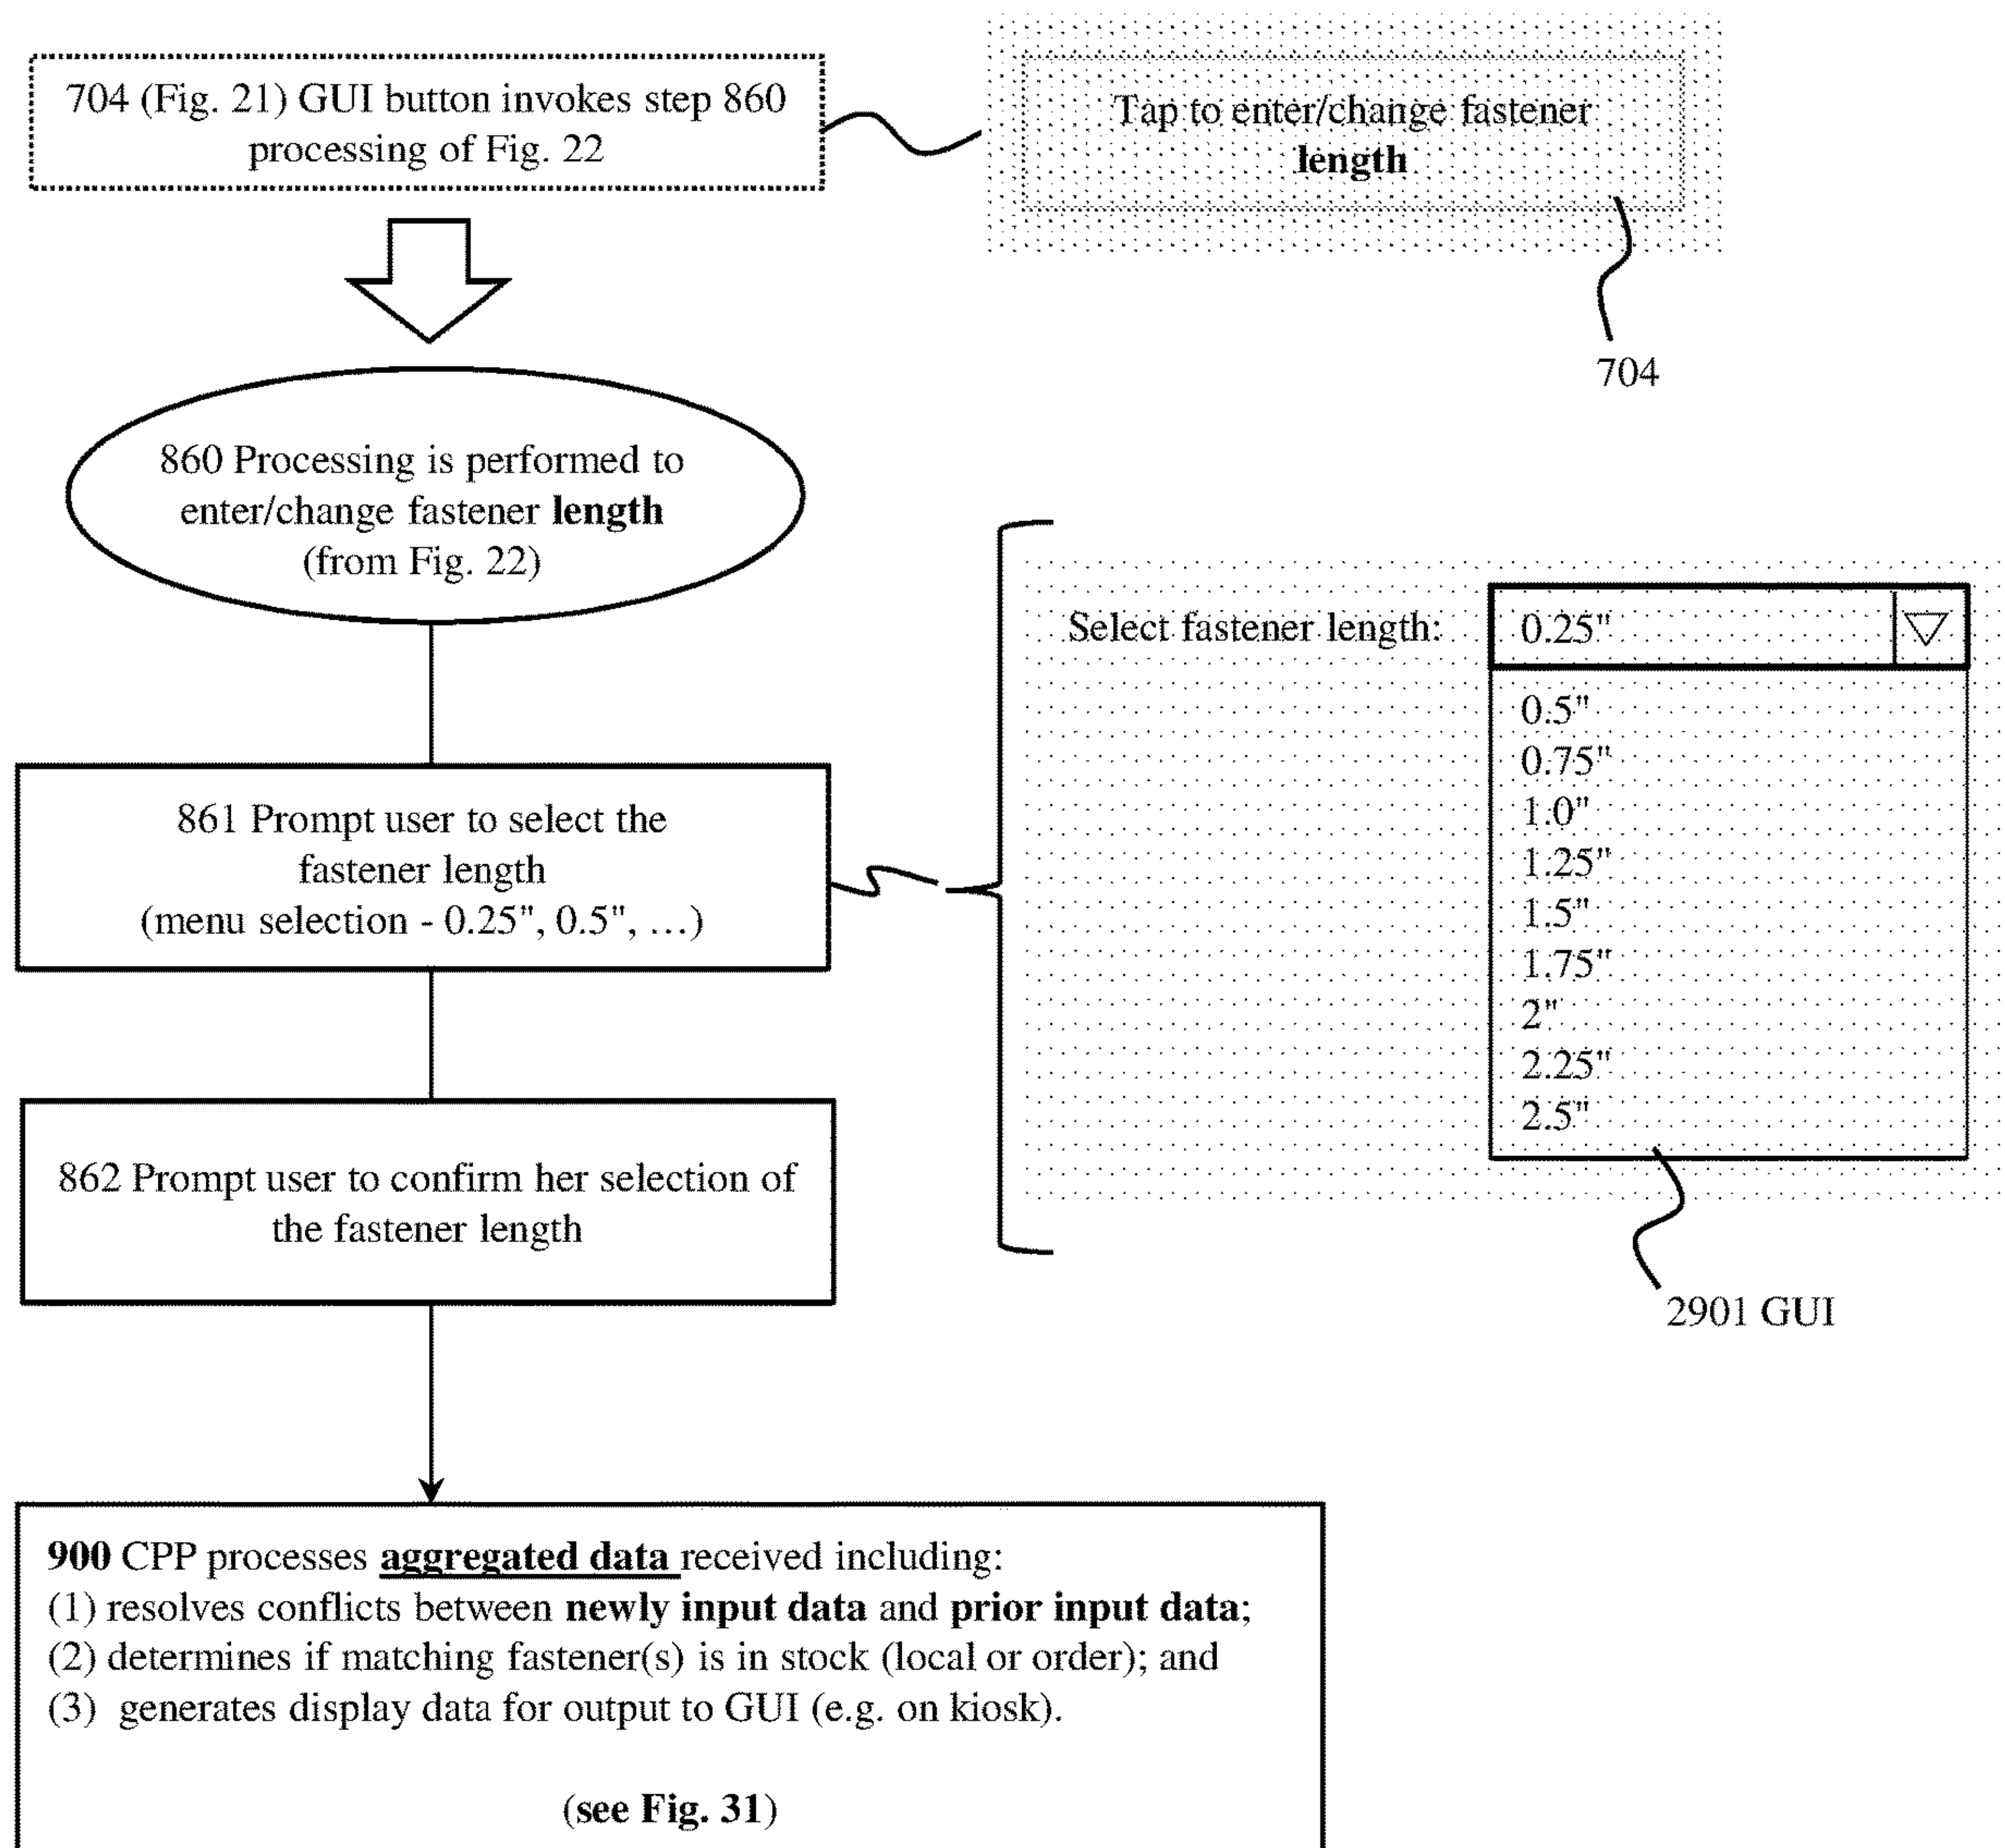 704 (Fig. 21) GUI button invokes step 860
processing of Fig. 22
Tap to enter/change fastener
length
704
860 Processing is performed to
enter/change fastener length
(from Fig. 22)
861 Prompt user to select the
fastener length
(menu selection - 0.25", 0.5", …)
Select fastener length:
0.25"
0.5"
0.75"
1.0"
1.25"
1.5"
1.75"
2"
2.25"
2.5"
2901 GUI
862 Prompt user to confirm her selection of
the fastener length
900 CPP processes aggregated data received including:
(1) resolves conflicts between newly input data and prior input data;
(2) determines if matching fastener(s) is in stock (local or order); and
(3) generates display data for output to GUI (e.g. on kiosk).
(see Fig. 31)